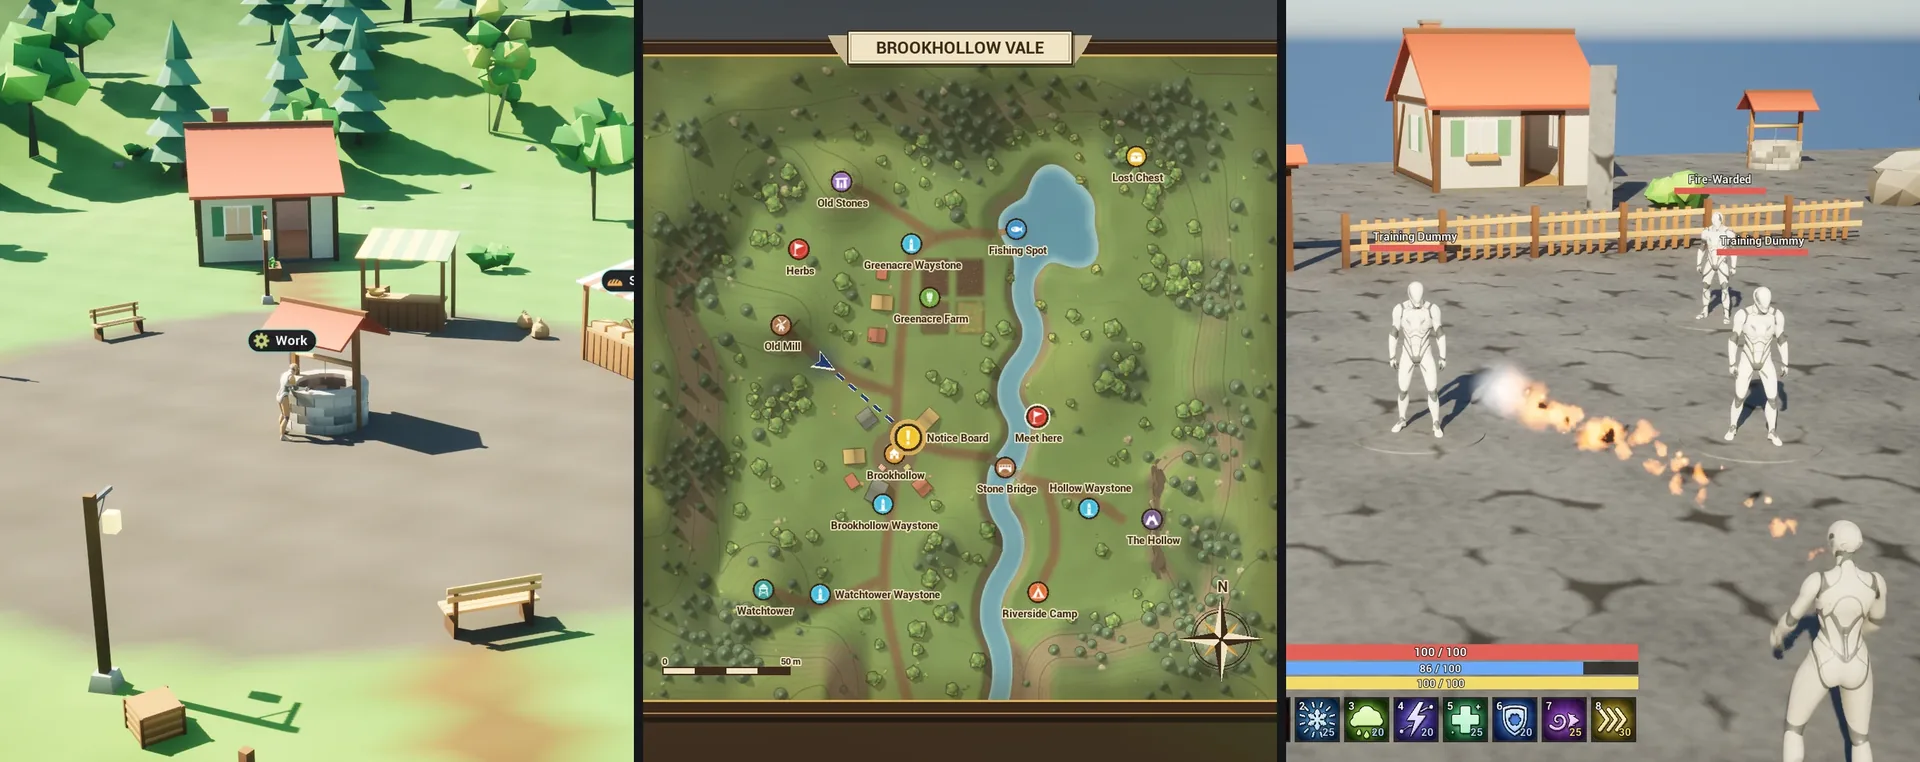 Work
S
BROOKHOLLOW VALE
Lost Chest
Old Stones
Fishing Spot
Herbs
Greenacre Waystone
Greenacre Farm
Old Mill
Notice Board
Meet here
Brookhollow
Stone Bridge
Hollow Waystone
Brookhollow Waystone
The Hollow
Watchtower
Watchtower Waystone
Riverside Camp
N
0 50 m
Fire-Warded
Training Dummy
Training Dummy
100 / 100
86 / 100
100 / 100
2 3 4 5 6 7 8
25 20 20 25 20 25 30